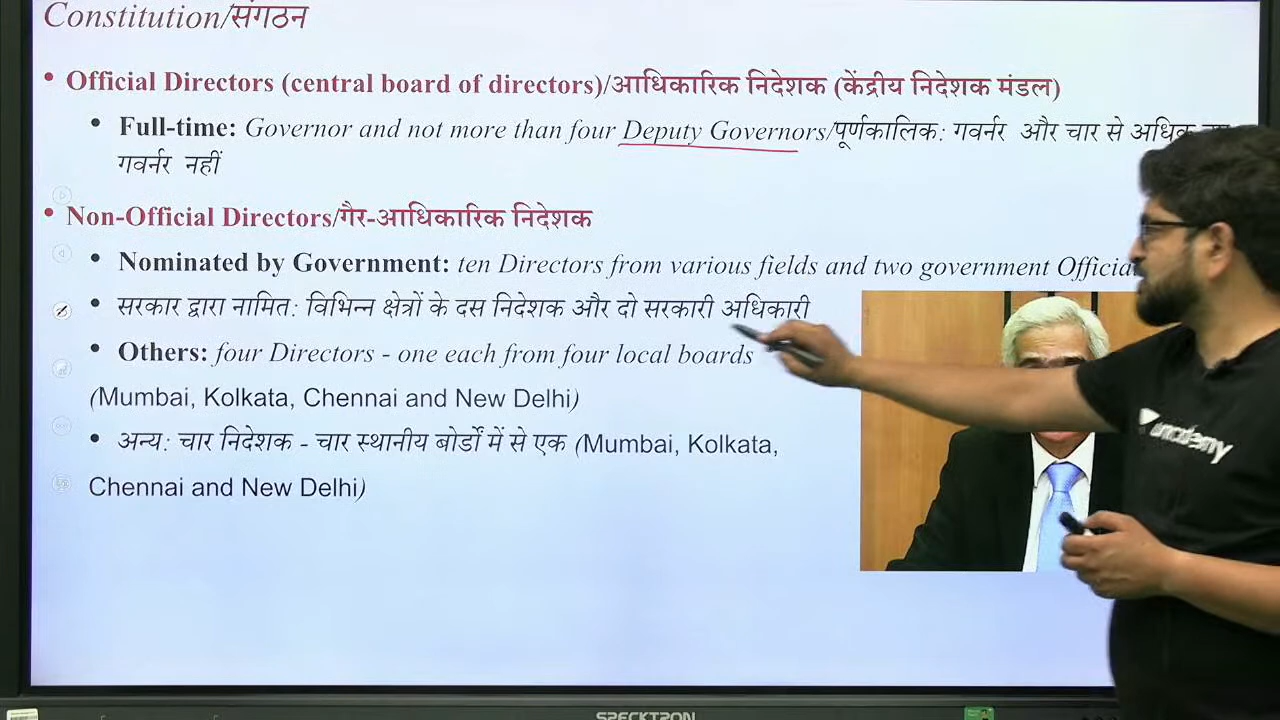 Constitution/संगठन
• Official Directors (central board of directors)/आधिकारिक निदेशक (केंद्रीय निदेशक मंडल)
• Full-time: Governor and not more than four Deputy Governors/पूर्णकालिक: गवर्नर और चार से अधिक
गवर्नर नहीं
• Non-Official Directors/गैर-आधिकारिक निदेशक
• Nominated by Government: ten Directors from various fields and two government Officia
• सरकार द्वारा नामित: विभिन्न क्षेत्रों के दस निदेशक और दो सरकारी अधिकारी
• Others: four Directors - one each from four local boards
(Mumbai, Kolkata, Chennai and New Delhi)
• अन्य: चार निदेशक - चार स्थानीय बोर्डों में से एक (Mumbai, Kolkata,
Chennai and New Delhi)
unacademy
SPECKTRON